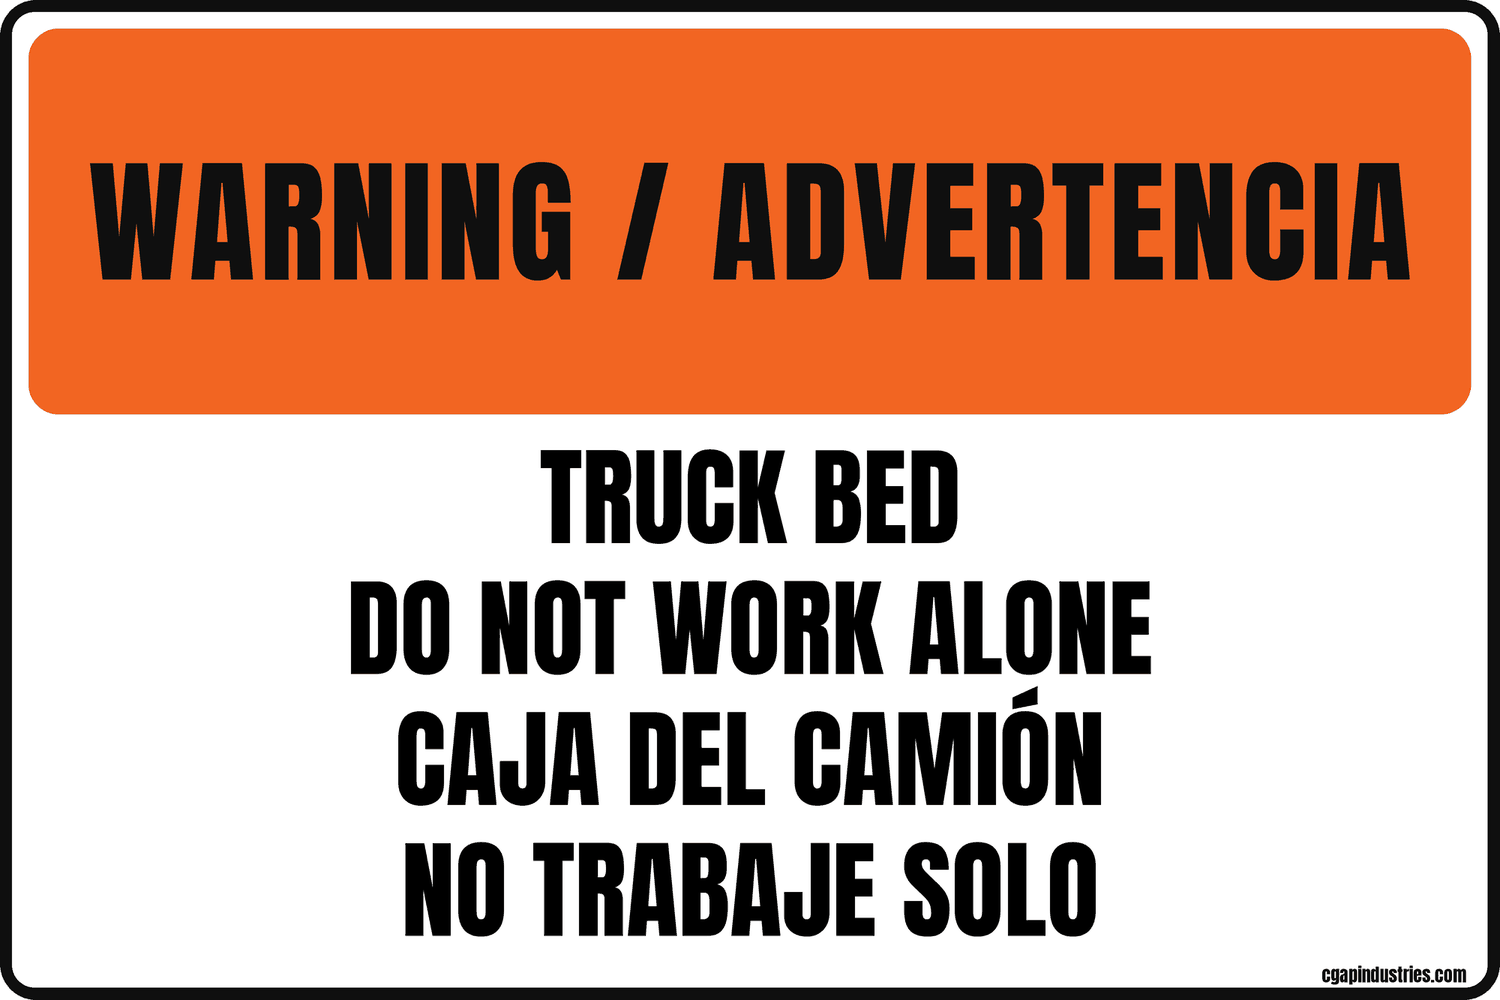 WARNING / ADVERTENCIA
TRUCK BED
DO NOT WORK ALONE
CAJA DEL CAMIÓN
NO TRABAJE SOLO
cgapindustries.com